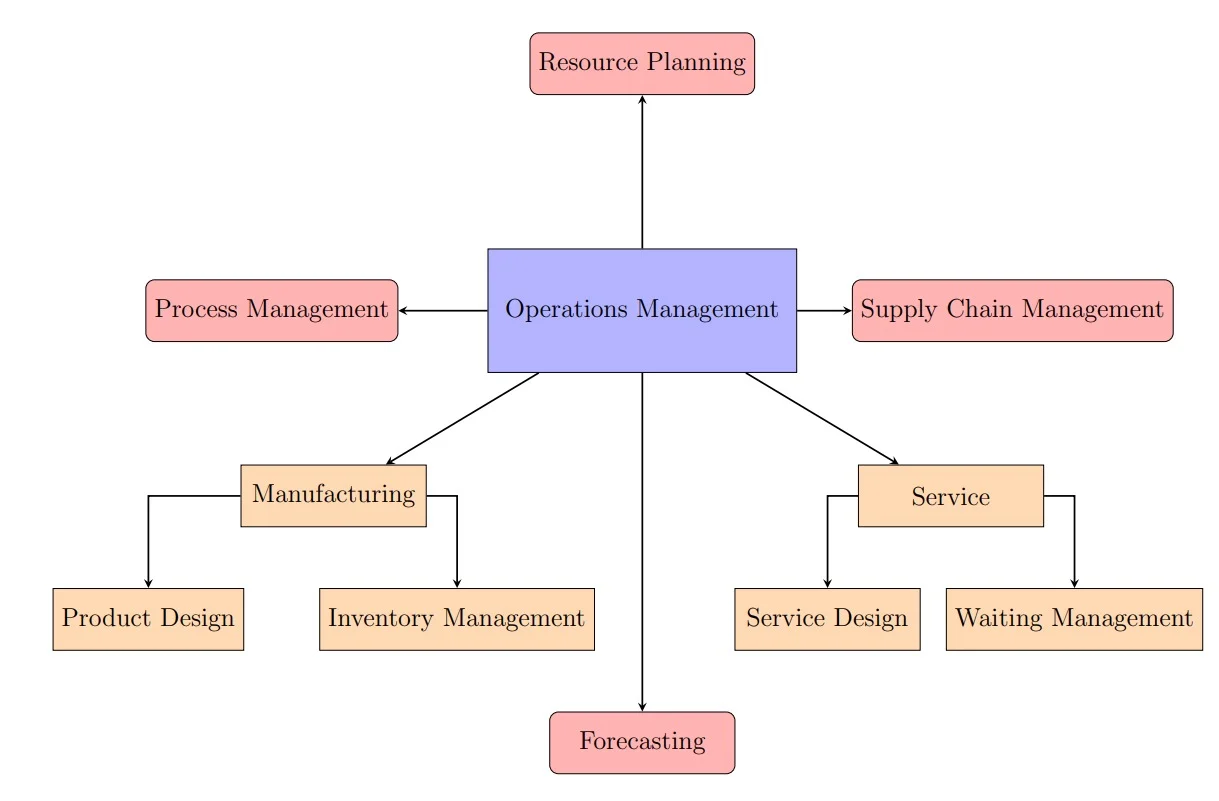 Resource Planning
Process Management
Operations Management
Supply Chain Management
Manufacturing
Service
Product Design
Inventory Management
Service Design
Waiting Management
Forecasting